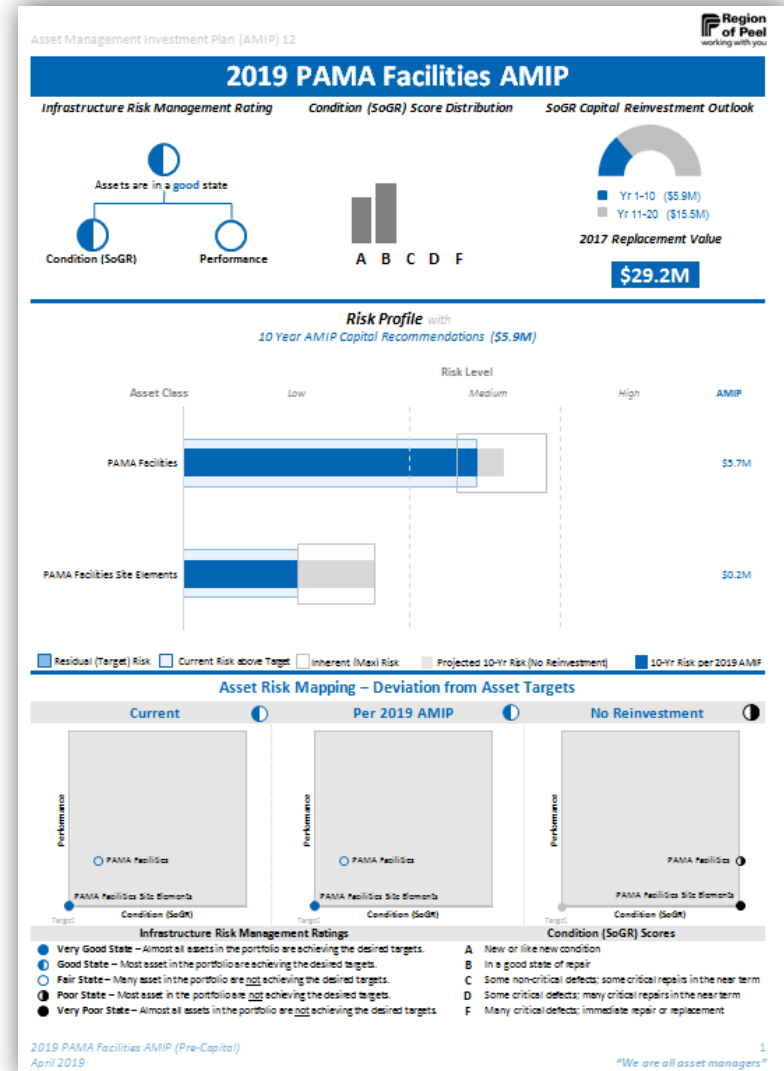 Asset Management Investment Plan (AMIP) 12
Region
of Peel
working with you
2019 PAMA Facilities AMIP
Infrastructure Risk Management Rating
Condition (SoGR) Score Distribution
SoGR Capital Reinvestment Outlook
Assets are in a good state
Condition (SoGR)
Performance
A B C D F
Yr 1-10 ($5.9M)
Yr 11-20 ($15.5M)
2017 Replacement Value
$29.2M
Risk Profile with
10 Year AMIP Capital Recommendations ($5.9M)
Risk Level
Asset Class
Low
Medium
High
AMIP
PAMA Facilities
$5.7M
PAMA Facilities Site Elements
$0.2M
Residual (Target) Risk
Current Risk above Target
Inherent (Max) Risk
Projected 10-Yr Risk (No Reinvestment)
10-Yr Risk per 2019 AMIP
Asset Risk Mapping – Deviation from Asset Targets
Current
Per 2019 AMIP
No Reinvestment
Performance
PAMA Facilities
PAMA Facilities Site Elements
Target
Condition (SoGR)
Performance
PAMA Facilities
PAMA Facilities Site Elements
Target
Condition (SoGR)
Performance
PAMA Facilities
PAMA Facilities Site Elements
Target
Condition (SoGR)
Infrastructure Risk Management Ratings
Very Good State – Almost all assets in the portfolio are achieving the desired targets.
Good State – Most asset in the portfolio are achieving the desired targets.
Fair State – Many asset in the portfolio are not achieving the desired targets.
Poor State – Most asset in the portfolio are not achieving the desired targets.
Very Poor State – Almost all assets in the portfolio are not achieving the desired targets.
Condition (SoGR) Scores
A New or like new condition
B In a good state of repair
C Some non-critical defects; some critical repairs in the near term
D Some critical defects; many critical repairs in the near term
F Many critical defects; immediate repair or replacement
2019 PAMA Facilities AMIP (Pre-Capital)
April 2019
1
"We are all asset managers"